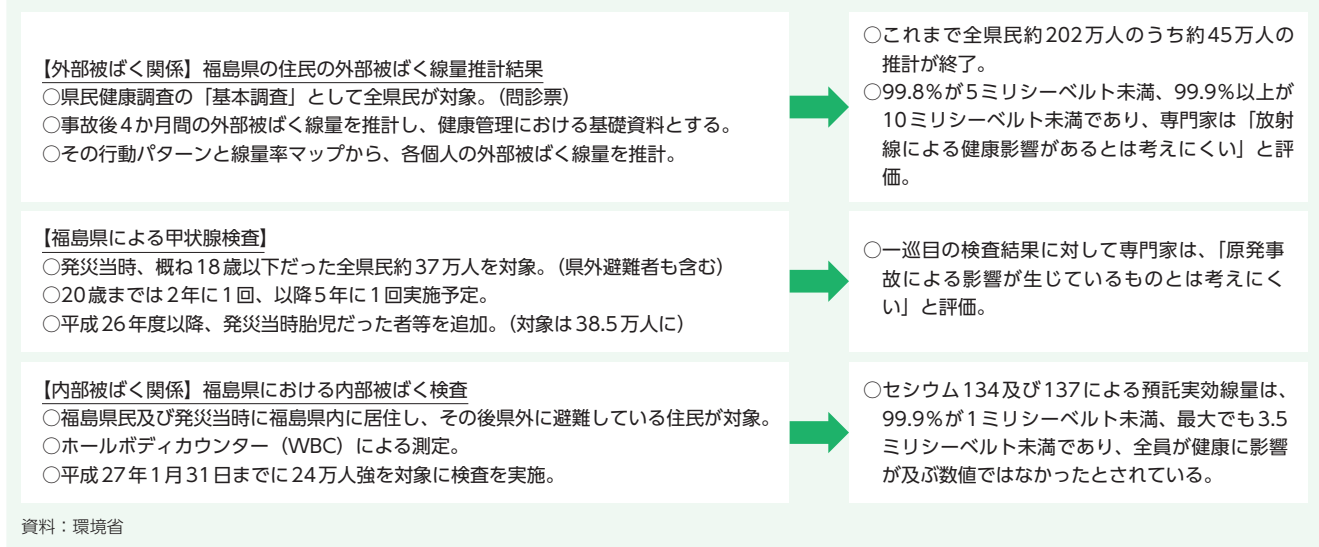 【外部被ばく関係】福島県の住民の外部被ばく線量推計結果
○県民健康調査の「基本調査」として全県民が対象。(問診票)
○事故後4か月間の外部被ばく線量を推計し、健康管理における基礎資料とする。
○その行動パターンと線量率マップから、各個人の外部被ばく線量を推計。
○これまで全県民約202万人のうち約45万人の
推計が終了。
○99.8%が5ミリシーベルト未満、99.9%以上が
10ミリシーベルト未満であり、専門家は「放射
線による健康影響があるとは考えにくい」と評
価。
【福島県による甲状腺検査】
○発災当時、概ね18歳以下だった全県民約37万人を対象。(県外避難者も含む)
○20歳までは2年に1回、以降5年に1回実施予定。
○平成26年度以降、発災当時胎児だった者等を追加。(対象は38.5万人に)
○一巡目の検査結果に対して専門家は、「原発事
故による影響が生じているものとは考えにく
い」と評価。
【内部被ばく関係】福島県における内部被ばく検査
○福島県民及び発災当時に福島県内に居住し、その後県外に避難している住民が対象。
○ホールボディカウンター(WBC)による測定。
○平成27年1月31日までに24万人強を対象に検査を実施。
○セシウム134及び137による預託実効線量は、
99.9%が1ミリシーベルト未満、最大でも3.5
ミリシーベルト未満であり、全員が健康に影響
が及ぶ数値ではなかったとされている。
資料:環境省